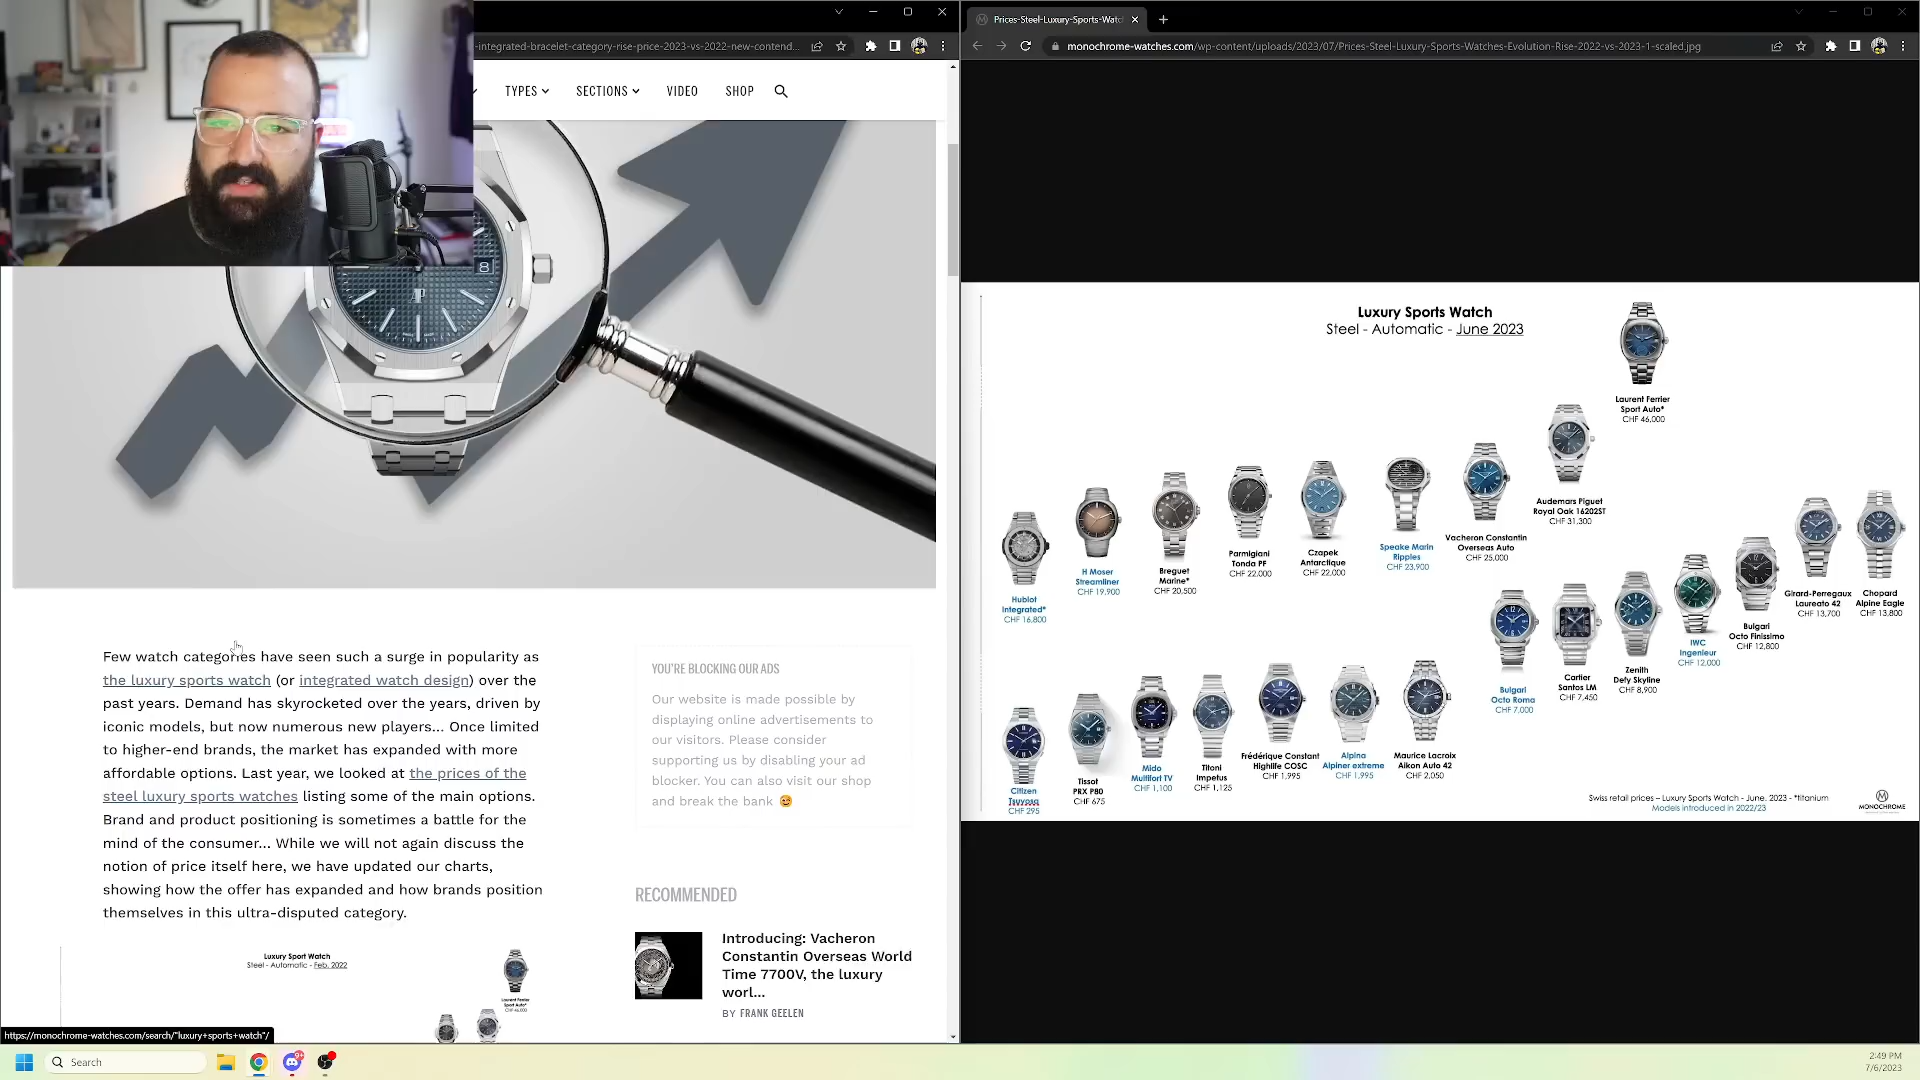 integrated-bracelet-category-rise-price-2023-vs-2022-new-contend...
TYPES
SECTIONS
VIDEO
SHOP
8
AP
Few watch categories have seen such a surge in popularity as
the luxury sports watch (or integrated watch design) over the
past years. Demand has skyrocketed over the years, driven by
iconic models, but now numerous new players... Once limited
to higher-end brands, the market has expanded with more
affordable options. Last year, we looked at the prices of the
steel luxury sports watches listing some of the main options.
Brand and product positioning is sometimes a battle for the
mind of the consumer... While we will not again discuss the
notion of price itself here, we have updated our charts,
showing how the offer has expanded and how brands position
themselves in this ultra-disputed category.
Luxury Sport Watch
Steel - Automatic - Feb. 2022
Laurent Ferrier
Sport Auto*
CHF 46,000
YOU'RE BLOCKING OUR ADS
Our website is made possible by
displaying online advertisements to
our visitors. Please consider
supporting us by disabling your ad
blocker. You can also visit our shop
and break the bank 😊
RECOMMENDED
Introducing: Vacheron
Constantin Overseas World
Time 7700V, the luxury
worl...
BY FRANK GEELEN
https://monochrome-watches.com/search/"luxury+sports+watch"/
Prices-Steel-Luxury-Sports-Watc
monochrome-watches.com/wp-content/uploads/2023/07/Prices-Steel-Luxury-Sports-Watches-Evolution-Rise-2022-vs-2023-1-scaled.jpg
Luxury Sports Watch
Steel - Automatic - June 2023
Laurent Ferrier
Sport Auto*
CHF 46,000
Audemars Piguet
Royal Oak 16202ST
CHF 31,300
Vacheron Constantin
Overseas Auto
CHF 25,000
Speake Marin
Ripples
CHF 23,900
Czapek
Antarctique
CHF 22,000
Parmigiani
Tonda PF
CHF 22,000
Breguet
Marine*
CHF 20,500
H Moser
Streamliner
CHF 19,900
Hublot
Integrated*
CHF 16,800
Chopard
Alpine Eagle
CHF 13,800
Girard-Perregaux
Laureato 42
CHF 13,700
Bulgari
Octo Finissimo
CHF 12,800
IWC
Ingenieur
CHF 12,000
Zenith
Defy Skyline
CHF 8,900
Cartier
Santos LM
CHF 7,450
Bulgari
Octo Roma
CHF 7,000
Maurice Lacroix
Aikon Auto 42
CHF 2,050
Alpina
Alpiner extreme
CHF 1,995
Frédérique Constant
Highlife COSC
CHF 1,995
Titoni
Impetus
CHF 1,125
Mido
Multifort TV
CHF 1,100
Tissot
PRX P80
CHF 675
Citizen
Tsuyosa
CHF 295
Swiss retail prices – Luxury Sports Watch - June, 2023 - *titanium
Models introduced in 2022/23
MONOCHROME
Search
9+
2:49 PM
7/6/2023